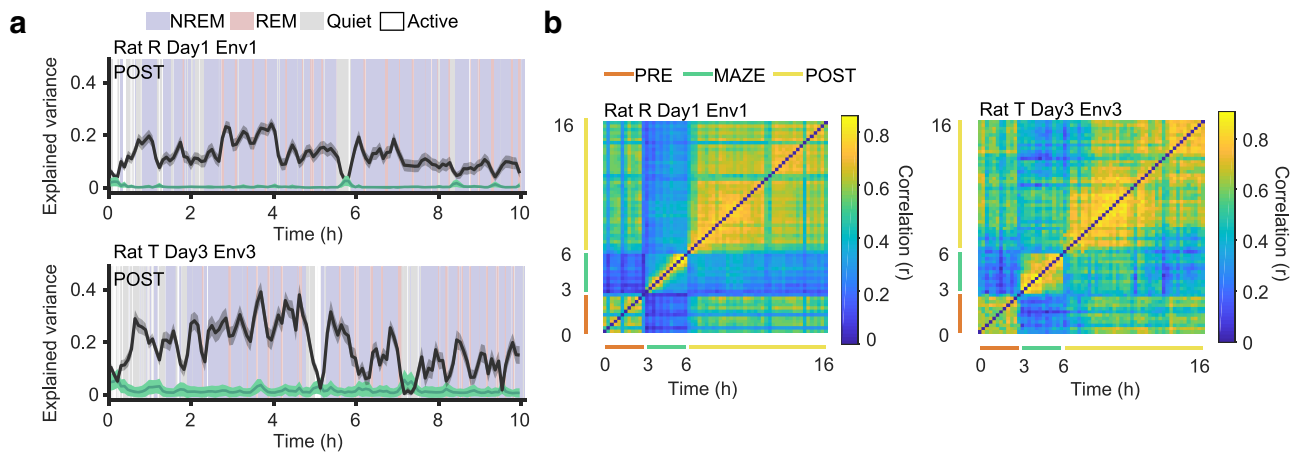 a
NREM REM Quiet Active
Rat R Day1 Env1
POST
Explained variance
0.4
0.2
0
0 2 4 6 8 10
Time (h)
Rat T Day3 Env3
POST
Explained variance
0.4
0.2
0
0 2 4 6 8 10
Time (h)
b
PRE MAZE POST
Rat R Day1 Env1
16
6
3
0
0 3 6 16
Time (h)
0.8
0.6
0.4
0.2
0
Correlation (r)
Rat T Day3 Env3
16
6
3
0
0 3 6 16
Time (h)
0.8
0.6
0.4
0.2
0
Correlation (r)